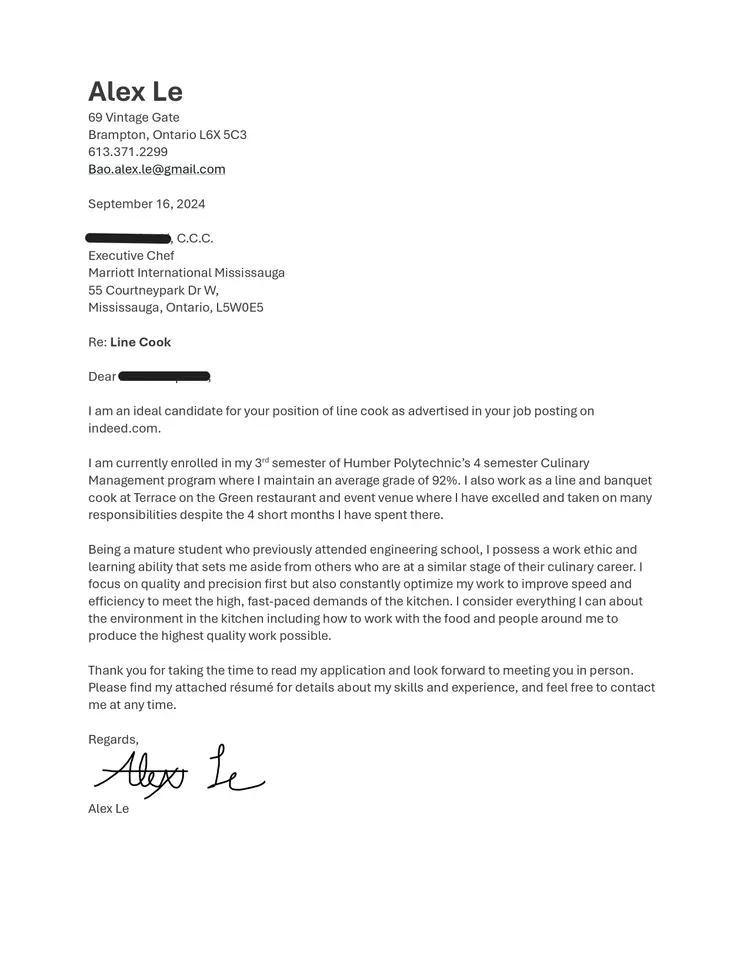 Alex Le
69 Vintage Gate
Brampton, Ontario L6X 5C3
613.371.2299
Bao.alex.le@gmail.com
September 16, 2024
, C.C.C.
Executive Chef
Marriott International Mississauga
55 Courtneypark Dr W,
Mississauga, Ontario, L5W0E5
Re: Line Cook
Dear
I am an ideal candidate for your position of line cook as advertised in your job posting on
indeed.com.
I am currently enrolled in my 3rd semester of Humber Polytechnic’s 4 semester Culinary
Management program where I maintain an average grade of 92%. I also work as a line and banquet
cook at Terrace on the Green restaurant and event venue where I have excelled and taken on many
responsibilities despite the 4 short months I have spent there.
Being a mature student who previously attended engineering school, I possess a work ethic and
learning ability that sets me aside from others who are at a similar stage of their culinary career. I
focus on quality and precision first but also constantly optimize my work to improve speed and
efficiency to meet the high, fast-paced demands of the kitchen. I consider everything I can about
the environment in the kitchen including how to work with the food and people around me to
produce the highest quality work possible.
Thank you for taking the time to read my application and look forward to meeting you in person.
Please find my attached résumé for details about my skills and experience, and feel free to contact
me at any time.
Regards,
Alex Le
Alex Le